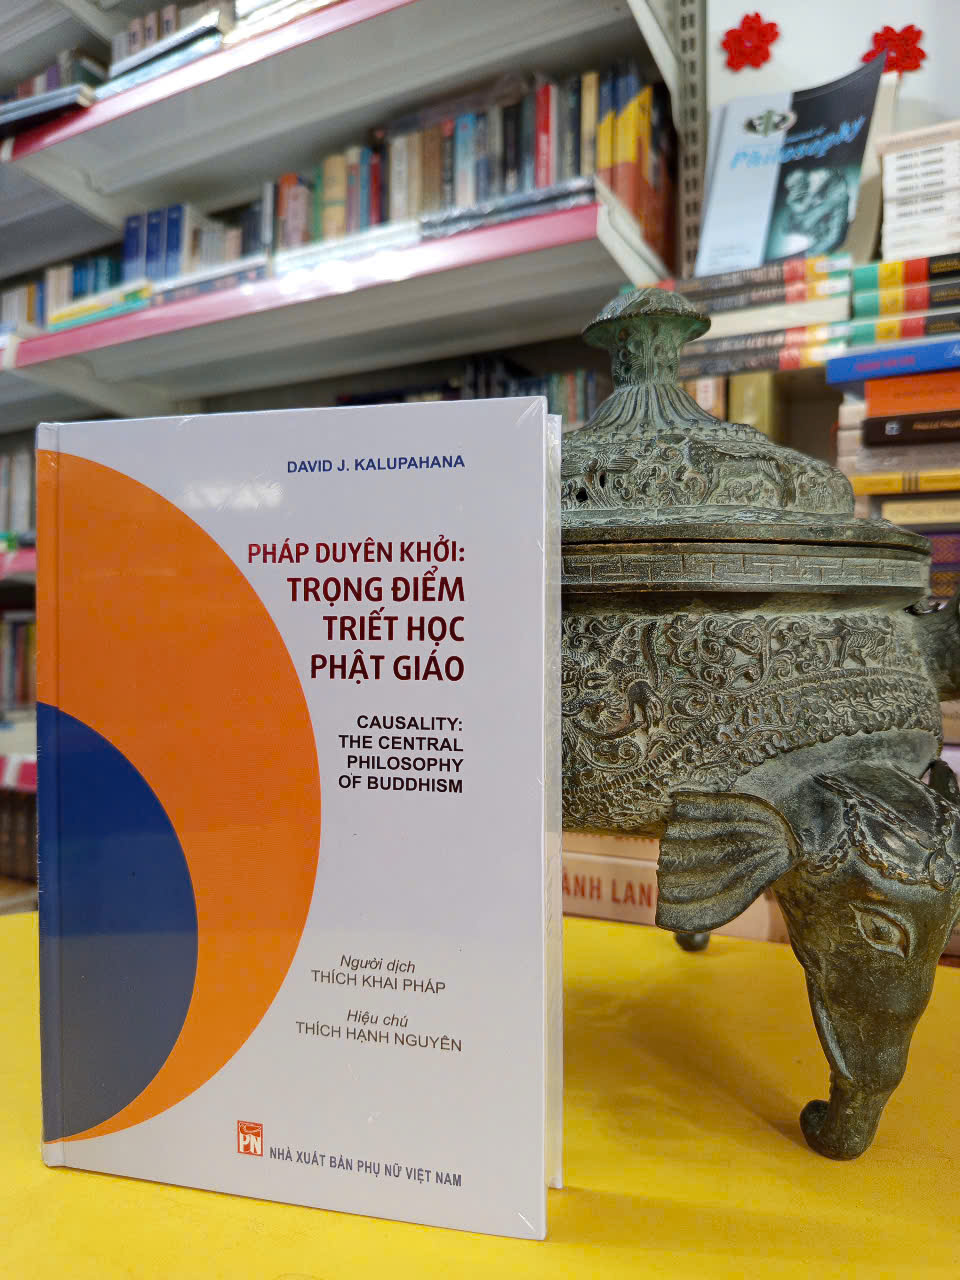 DAVID J. KALUPAHANA
PHÁP DUYÊN KHỞI:
TRỌNG ĐIỂM
TRIẾT HỌC
PHẬT GIÁO
CAUSALITY:
THE CENTRAL
PHILOSOPHY
OF BUDDHISM
Người dịch
THÍCH KHAI PHÁP
Hiệu chú
THÍCH HẠNH NGUYÊN
PN
NHÀ XUẤT BẢN PHỤ NỮ VIỆT NAM
Philosophy
ÀNH LAN